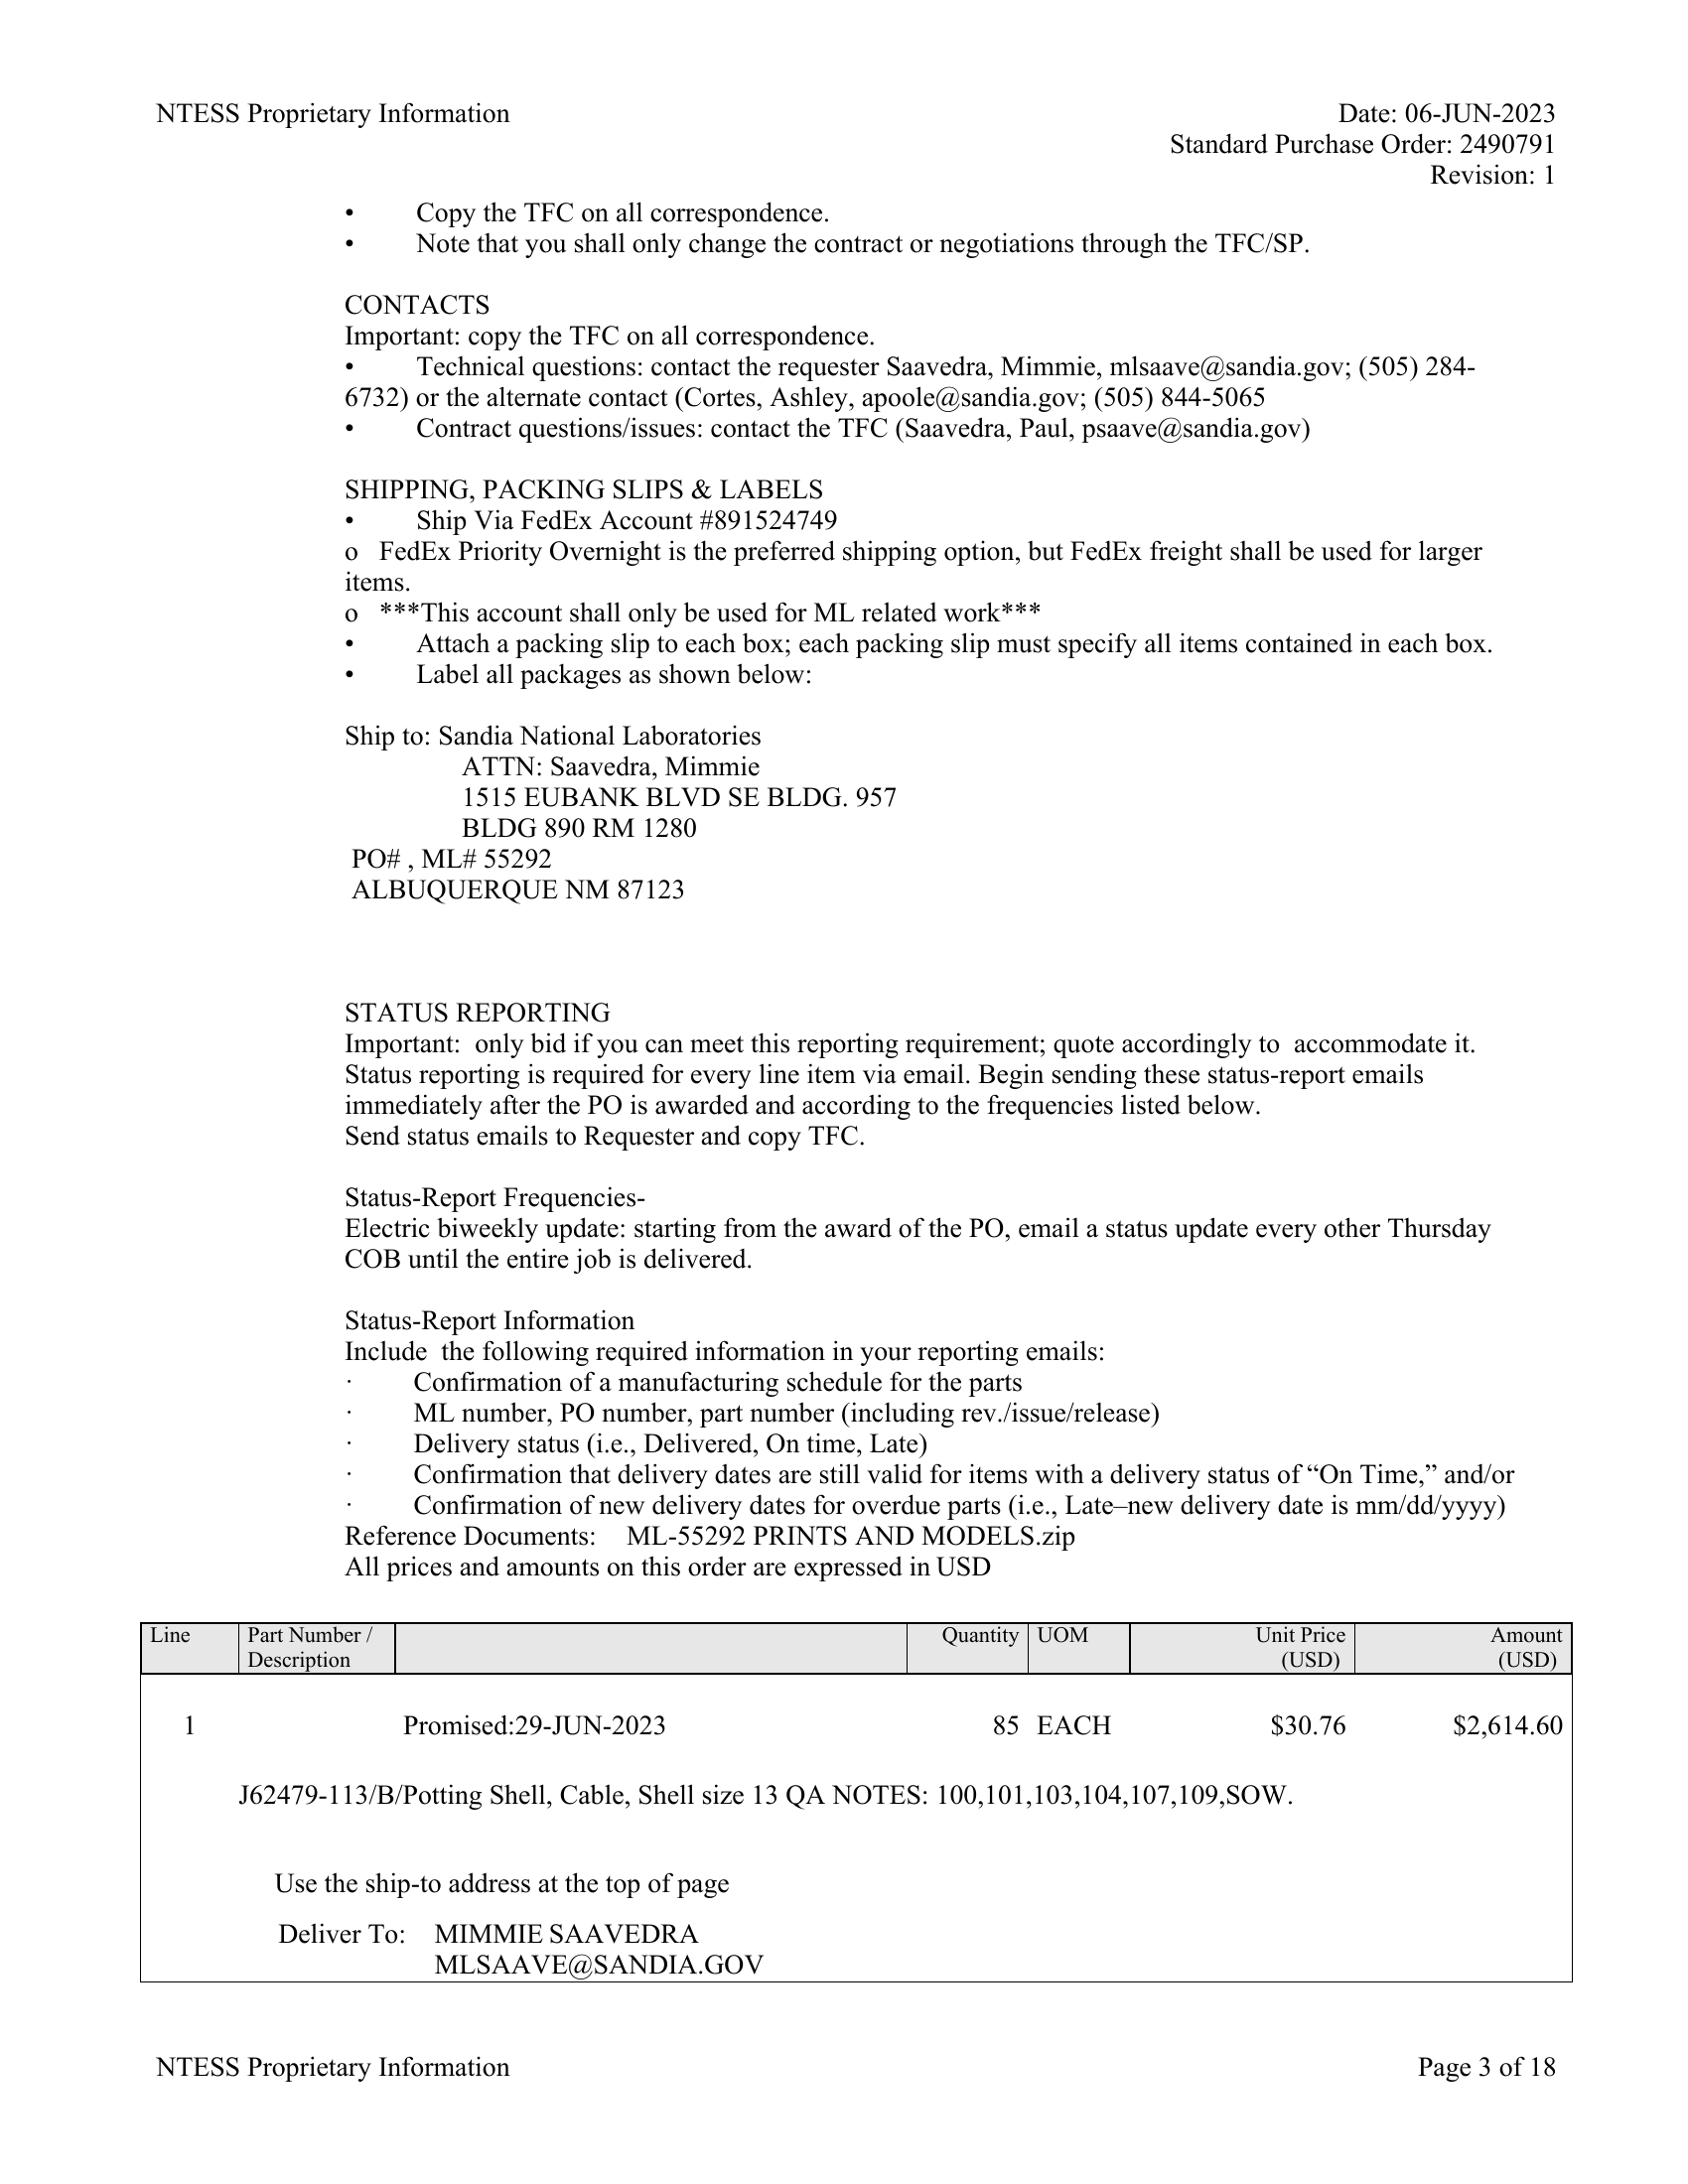 NTESS Proprietary Information
Date: 06-JUN-2023
Standard Purchase Order: 2490791
Revision: 1
• Copy the TFC on all correspondence.
• Note that you shall only change the contract or negotiations through the TFC/SP.
CONTACTS
Important: copy the TFC on all correspondence.
• Technical questions: contact the requester Saavedra, Mimmie, mlsaave@sandia.gov; (505) 284-
6732) or the alternate contact (Cortes, Ashley, apoole@sandia.gov; (505) 844-5065
• Contract questions/issues: contact the TFC (Saavedra, Paul, psaave@sandia.gov)
SHIPPING, PACKING SLIPS & LABELS
• Ship Via FedEx Account #891524749
o FedEx Priority Overnight is the preferred shipping option, but FedEx freight shall be used for larger
items.
o ***This account shall only be used for ML related work***
• Attach a packing slip to each box; each packing slip must specify all items contained in each box.
• Label all packages as shown below:
Ship to: Sandia National Laboratories
ATTN: Saavedra, Mimmie
1515 EUBANK BLVD SE BLDG. 957
BLDG 890 RM 1280
PO# , ML# 55292
ALBUQUERQUE NM 87123
STATUS REPORTING
Important: only bid if you can meet this reporting requirement; quote accordingly to accommodate it.
Status reporting is required for every line item via email. Begin sending these status-report emails
immediately after the PO is awarded and according to the frequencies listed below.
Send status emails to Requester and copy TFC.
Status-Report Frequencies-
Electric biweekly update: starting from the award of the PO, email a status update every other Thursday
COB until the entire job is delivered.
Status-Report Information
Include the following required information in your reporting emails:
· Confirmation of a manufacturing schedule for the parts
· ML number, PO number, part number (including rev./issue/release)
· Delivery status (i.e., Delivered, On time, Late)
· Confirmation that delivery dates are still valid for items with a delivery status of “On Time,” and/or
· Confirmation of new delivery dates for overdue parts (i.e., Late–new delivery date is mm/dd/yyyy)
Reference Documents: ML-55292 PRINTS AND MODELS.zip
All prices and amounts on this order are expressed in USD
Line Part Number / Quantity UOM Unit Price Amount
Description (USD) (USD)
1 Promised:29-JUN-2023 85 EACH $30.76 $2,614.60
J62479-113/B/Potting Shell, Cable, Shell size 13 QA NOTES: 100,101,103,104,107,109,SOW.
Use the ship-to address at the top of page
Deliver To: MIMMIE SAAVEDRA
MLSAAVE@SANDIA.GOV
NTESS Proprietary Information
Page 3 of 18